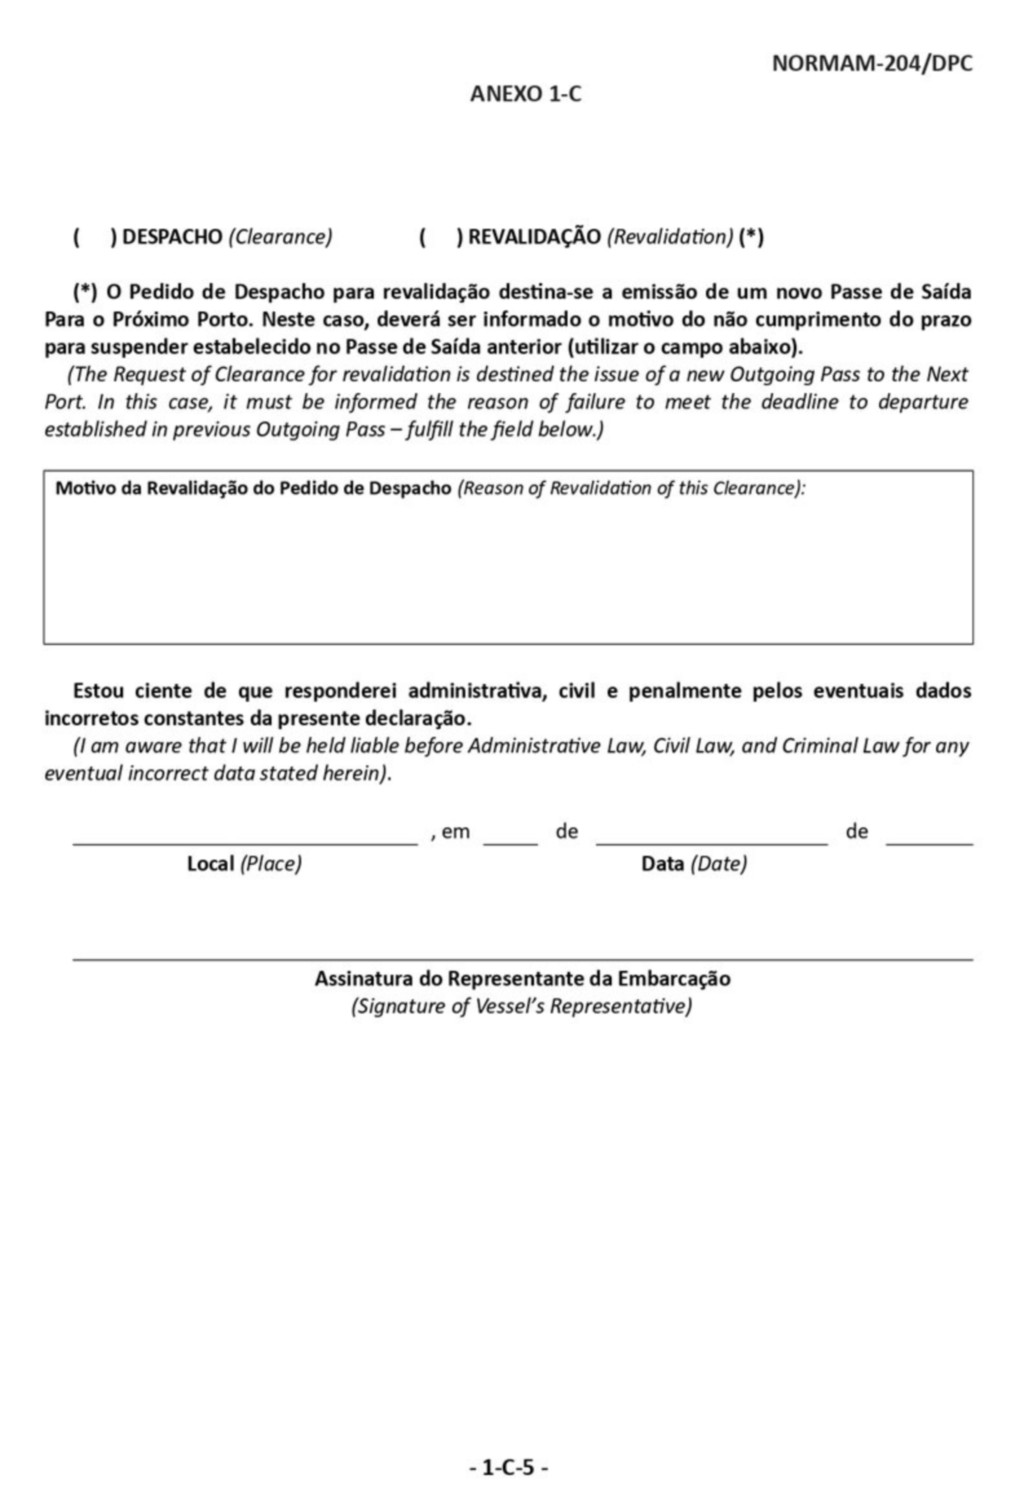 NORMAM-204/DPC
ANEXO 1-C
( ) DESPACHO (Clearance) ( ) REVALIDAÇÃO (Revalidation) (*)
(*) O Pedido de Despacho para revalidação destina-se a emissão de um novo Passe de Saída
Para o Próximo Porto. Neste caso, deverá ser informado o motivo do não cumprimento do prazo
para suspender estabelecido no Passe de Saída anterior (utilizar o campo abaixo).
(The Request of Clearance for revalidation is destined the issue of a new Outgoing Pass to the Next
Port. In this case, it must be informed the reason of failure to meet the deadline to departure
established in previous Outgoing Pass – fulfill the field below.)
Motivo da Revalidação do Pedido de Despacho (Reason of Revalidation of this Clearance):
Estou ciente de que responderei administrativa, civil e penalmente pelos eventuais dados
incorretos constantes da presente declaração.
(I am aware that I will be held liable before Administrative Law, Civil Law, and Criminal Law for any
eventual incorrect data stated herein).
, em de de
Local (Place) Data (Date)
Assinatura do Representante da Embarcação
(Signature of Vessel's Representative)
- 1-C-5 -